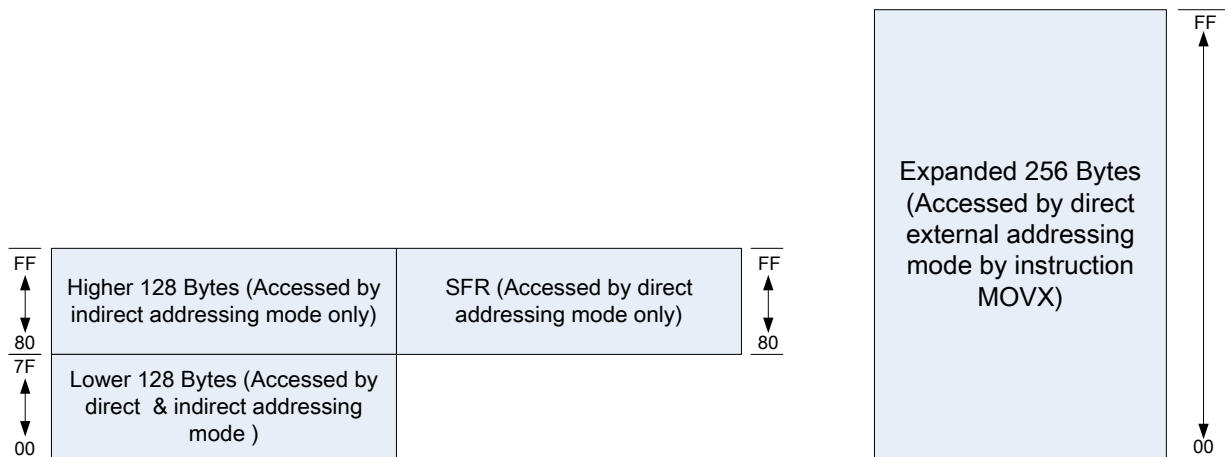 FF
Higher 128 Bytes (Accessed by
indirect addressing mode only)
80
SFR (Accessed by direct
addressing mode only)
FF
80
7F
Lower 128 Bytes (Accessed by
direct & indirect addressing
mode )
00
Expanded 256 Bytes
(Accessed by direct
external addressing
mode by instruction
MOVX)
FF
00